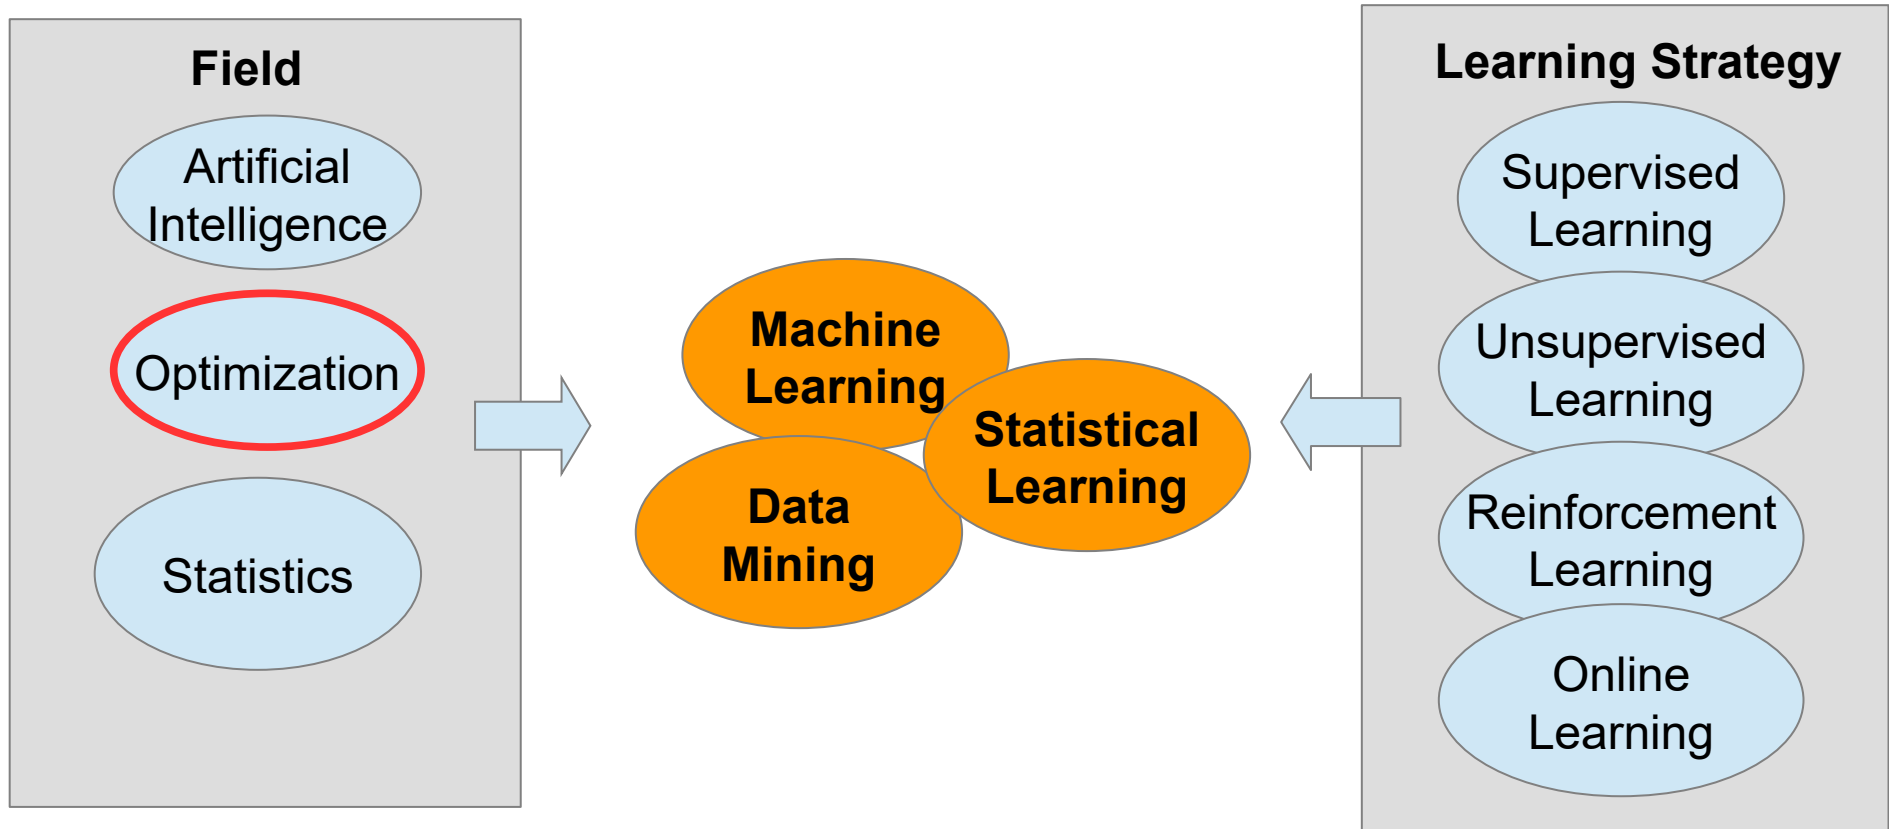 Field
Artificial
Intelligence
Optimization
Statistics
Machine
Learning
Statistical
Learning
Data
Mining
Learning Strategy
Supervised
Learning
Unsupervised
Learning
Reinforcement
Learning
Online
Learning